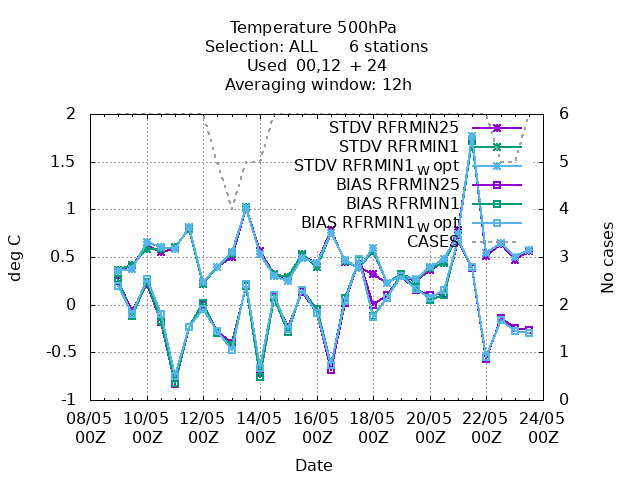 Temperature 500hPa
Selection: ALL 6 stations
Used 00,12 + 24
Averaging window: 12h
2 6
STDV RFRMIN25
STDV RFRMIN1
1.5 5
STDV RFRMIN1w opt
BIAS RFRMIN25
BIAS RFRMIN1
1 4
BIAS RFRMIN1w opt
CASES
deg C
No cases
0.5 3
0 2
-0.5 1
-1 0
08/05 10/05 12/05 14/05 16/05 18/05 20/05 22/05 24/05
00Z 00Z 00Z 00Z 00Z 00Z 00Z 00Z 00Z
Date